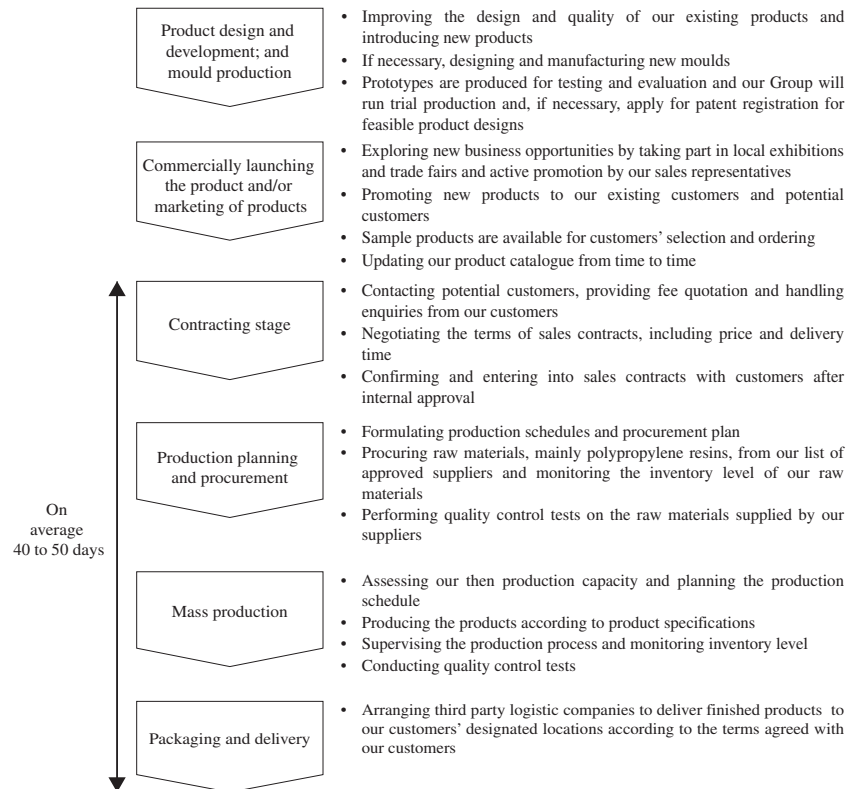 Product design and
development; and
mould production
• Improving the design and quality of our existing products and
introducing new products
• If necessary, designing and manufacturing new moulds
• Prototypes are produced for testing and evaluation and our Group will
run trial production and, if necessary, apply for patent registration for
feasible product designs
Commercially launching
the product and/or
marketing of products
• Exploring new business opportunities by taking part in local exhibitions
and trade fairs and active promotion by our sales representatives
• Promoting new products to our existing customers and potential
customers
• Sample products are available for customers' selection and ordering
• Updating our product catalogue from time to time
Contracting stage
• Contacting potential customers, providing fee quotation and handling
enquiries from our customers
• Negotiating the terms of sales contracts, including price and delivery
time
• Confirming and entering into sales contracts with customers after
internal approval
Production planning
and procurement
• Formulating production schedules and procurement plan
• Procuring raw materials, mainly polypropylene resins, from our list of
approved suppliers and monitoring the inventory level of our raw
materials
• Performing quality control tests on the raw materials supplied by our
suppliers
On
average
40 to 50 days
Mass production
• Assessing our then production capacity and planning the production
schedule
• Producing the products according to product specifications
• Supervising the production process and monitoring inventory level
• Conducting quality control tests
Packaging and delivery
• Arranging third party logistic companies to deliver finished products to
our customers' designated locations according to the terms agreed with
our customers